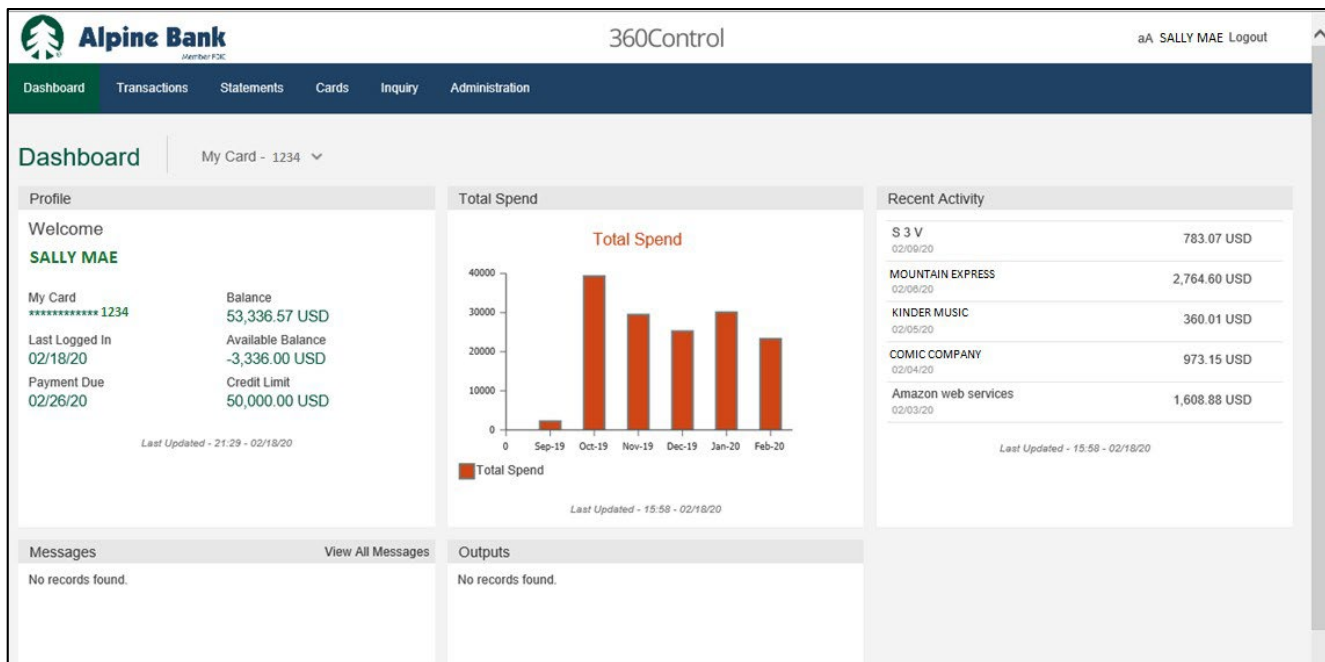 Alpine Bank
Member FDIC
360Control
aA SALLY MAE Logout
Dashboard Transactions Statements Cards Inquiry Administration
Dashboard My Card - 1234
Profile
Welcome
SALLY MAE
My Card Balance
************ 1234 53,336.57 USD
Last Logged In Available Balance
02/18/20 -3,336.00 USD
Payment Due Credit Limit
02/26/20 50,000.00 USD
Last Updated - 21:29 - 02/18/20
Total Spend
Total Spend
40000
30000
20000
10000
0
0 Sep-19 Oct-19 Nov-19 Dec-19 Jan-20 Feb-20
Total Spend
Last Updated - 15:58 - 02/18/20
Recent Activity
S 3 V 783.07 USD
02/09/20
MOUNTAIN EXPRESS 2,764.60 USD
02/06/20
KINDER MUSIC 360.01 USD
02/05/20
COMIC COMPANY 973.15 USD
02/04/20
Amazon web services 1,608.88 USD
02/03/20
Last Updated - 15:58 - 02/18/20
Messages View All Messages
No records found.
Outputs
No records found.